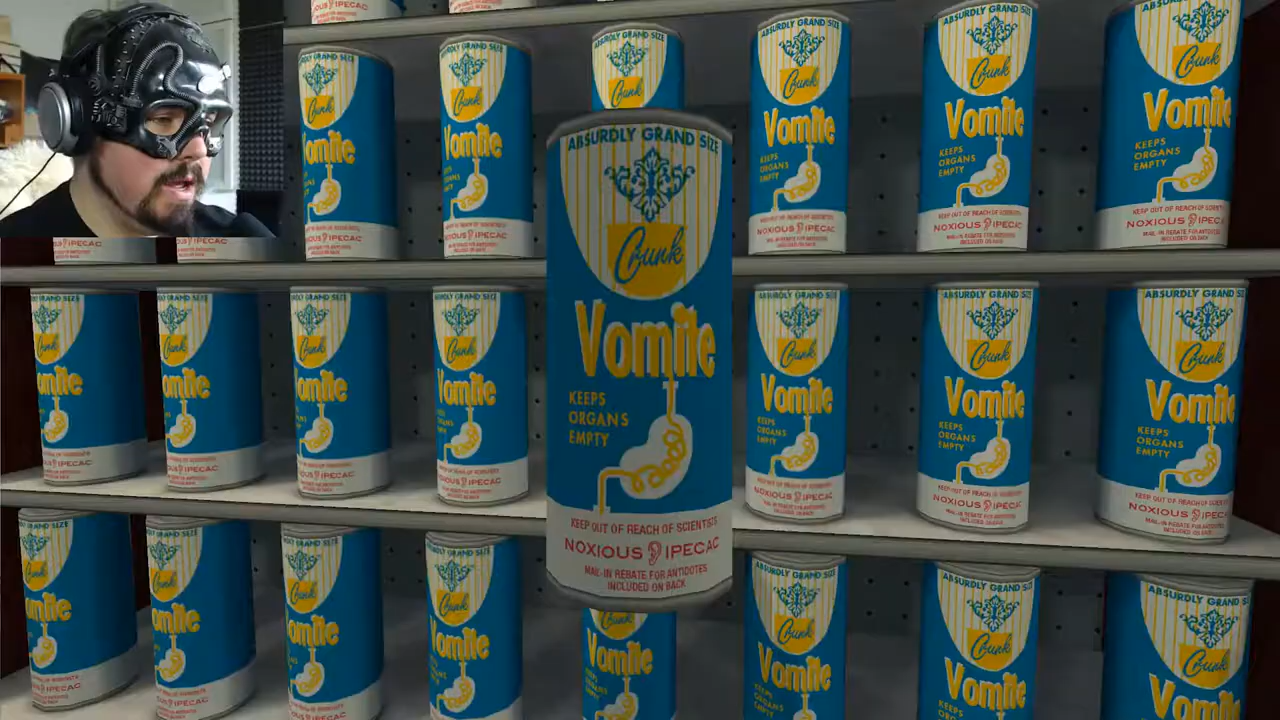 ABSURDLY GRAND SIZE
Crunk
Vomite
KEEPS
ORGANS
EMPTY
KEEP OUT OF REACH OF SCIENTISTS
NOXIOUS IPECAC
MAIL-IN REBATE FOR ANTIDOTES
INCLUDED ON BACK